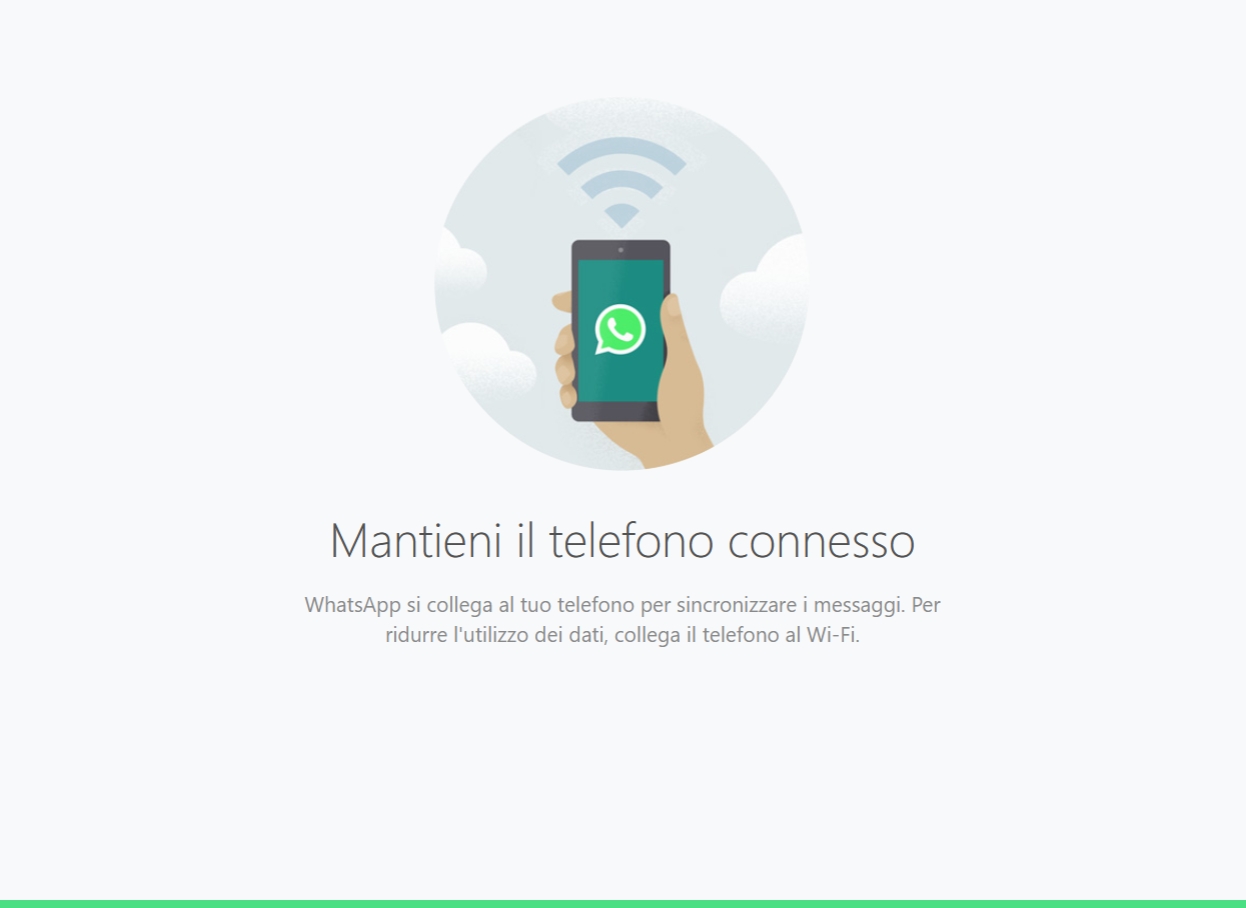 Mantieni il telefono connesso
WhatsApp si collega al tuo telefono per sincronizzare i messaggi. Per
ridurre l'utilizzo dei dati, collega il telefono al Wi-Fi.